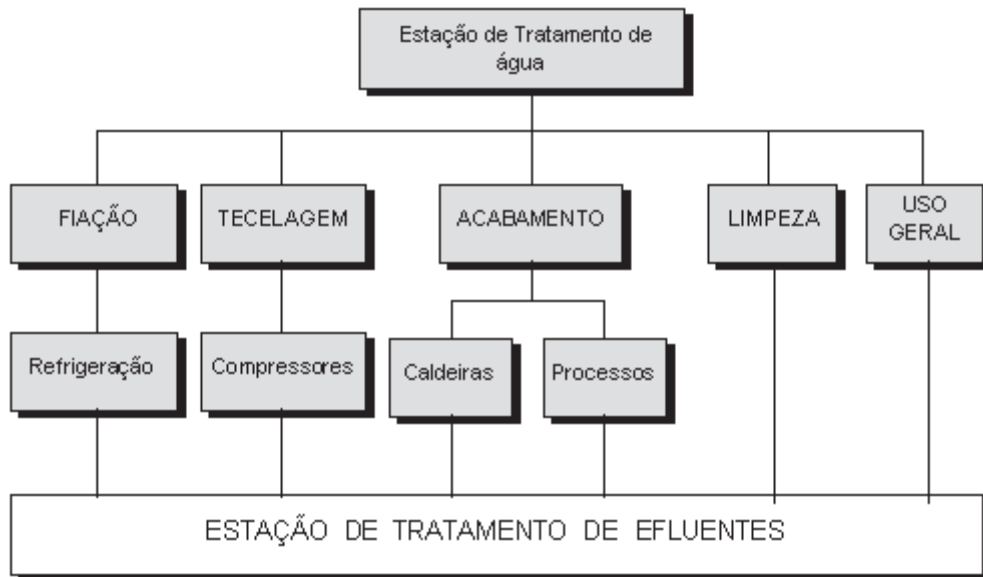 Estação de Tratamento de
água
FIAÇÃO
TECELAGEM
ACABAMENTO
LIMPEZA
USO
GERAL
Refrigeração
Compressores
Caldeiras
Processos
ESTAÇÃO DE TRATAMENTO DE EFLUENTES